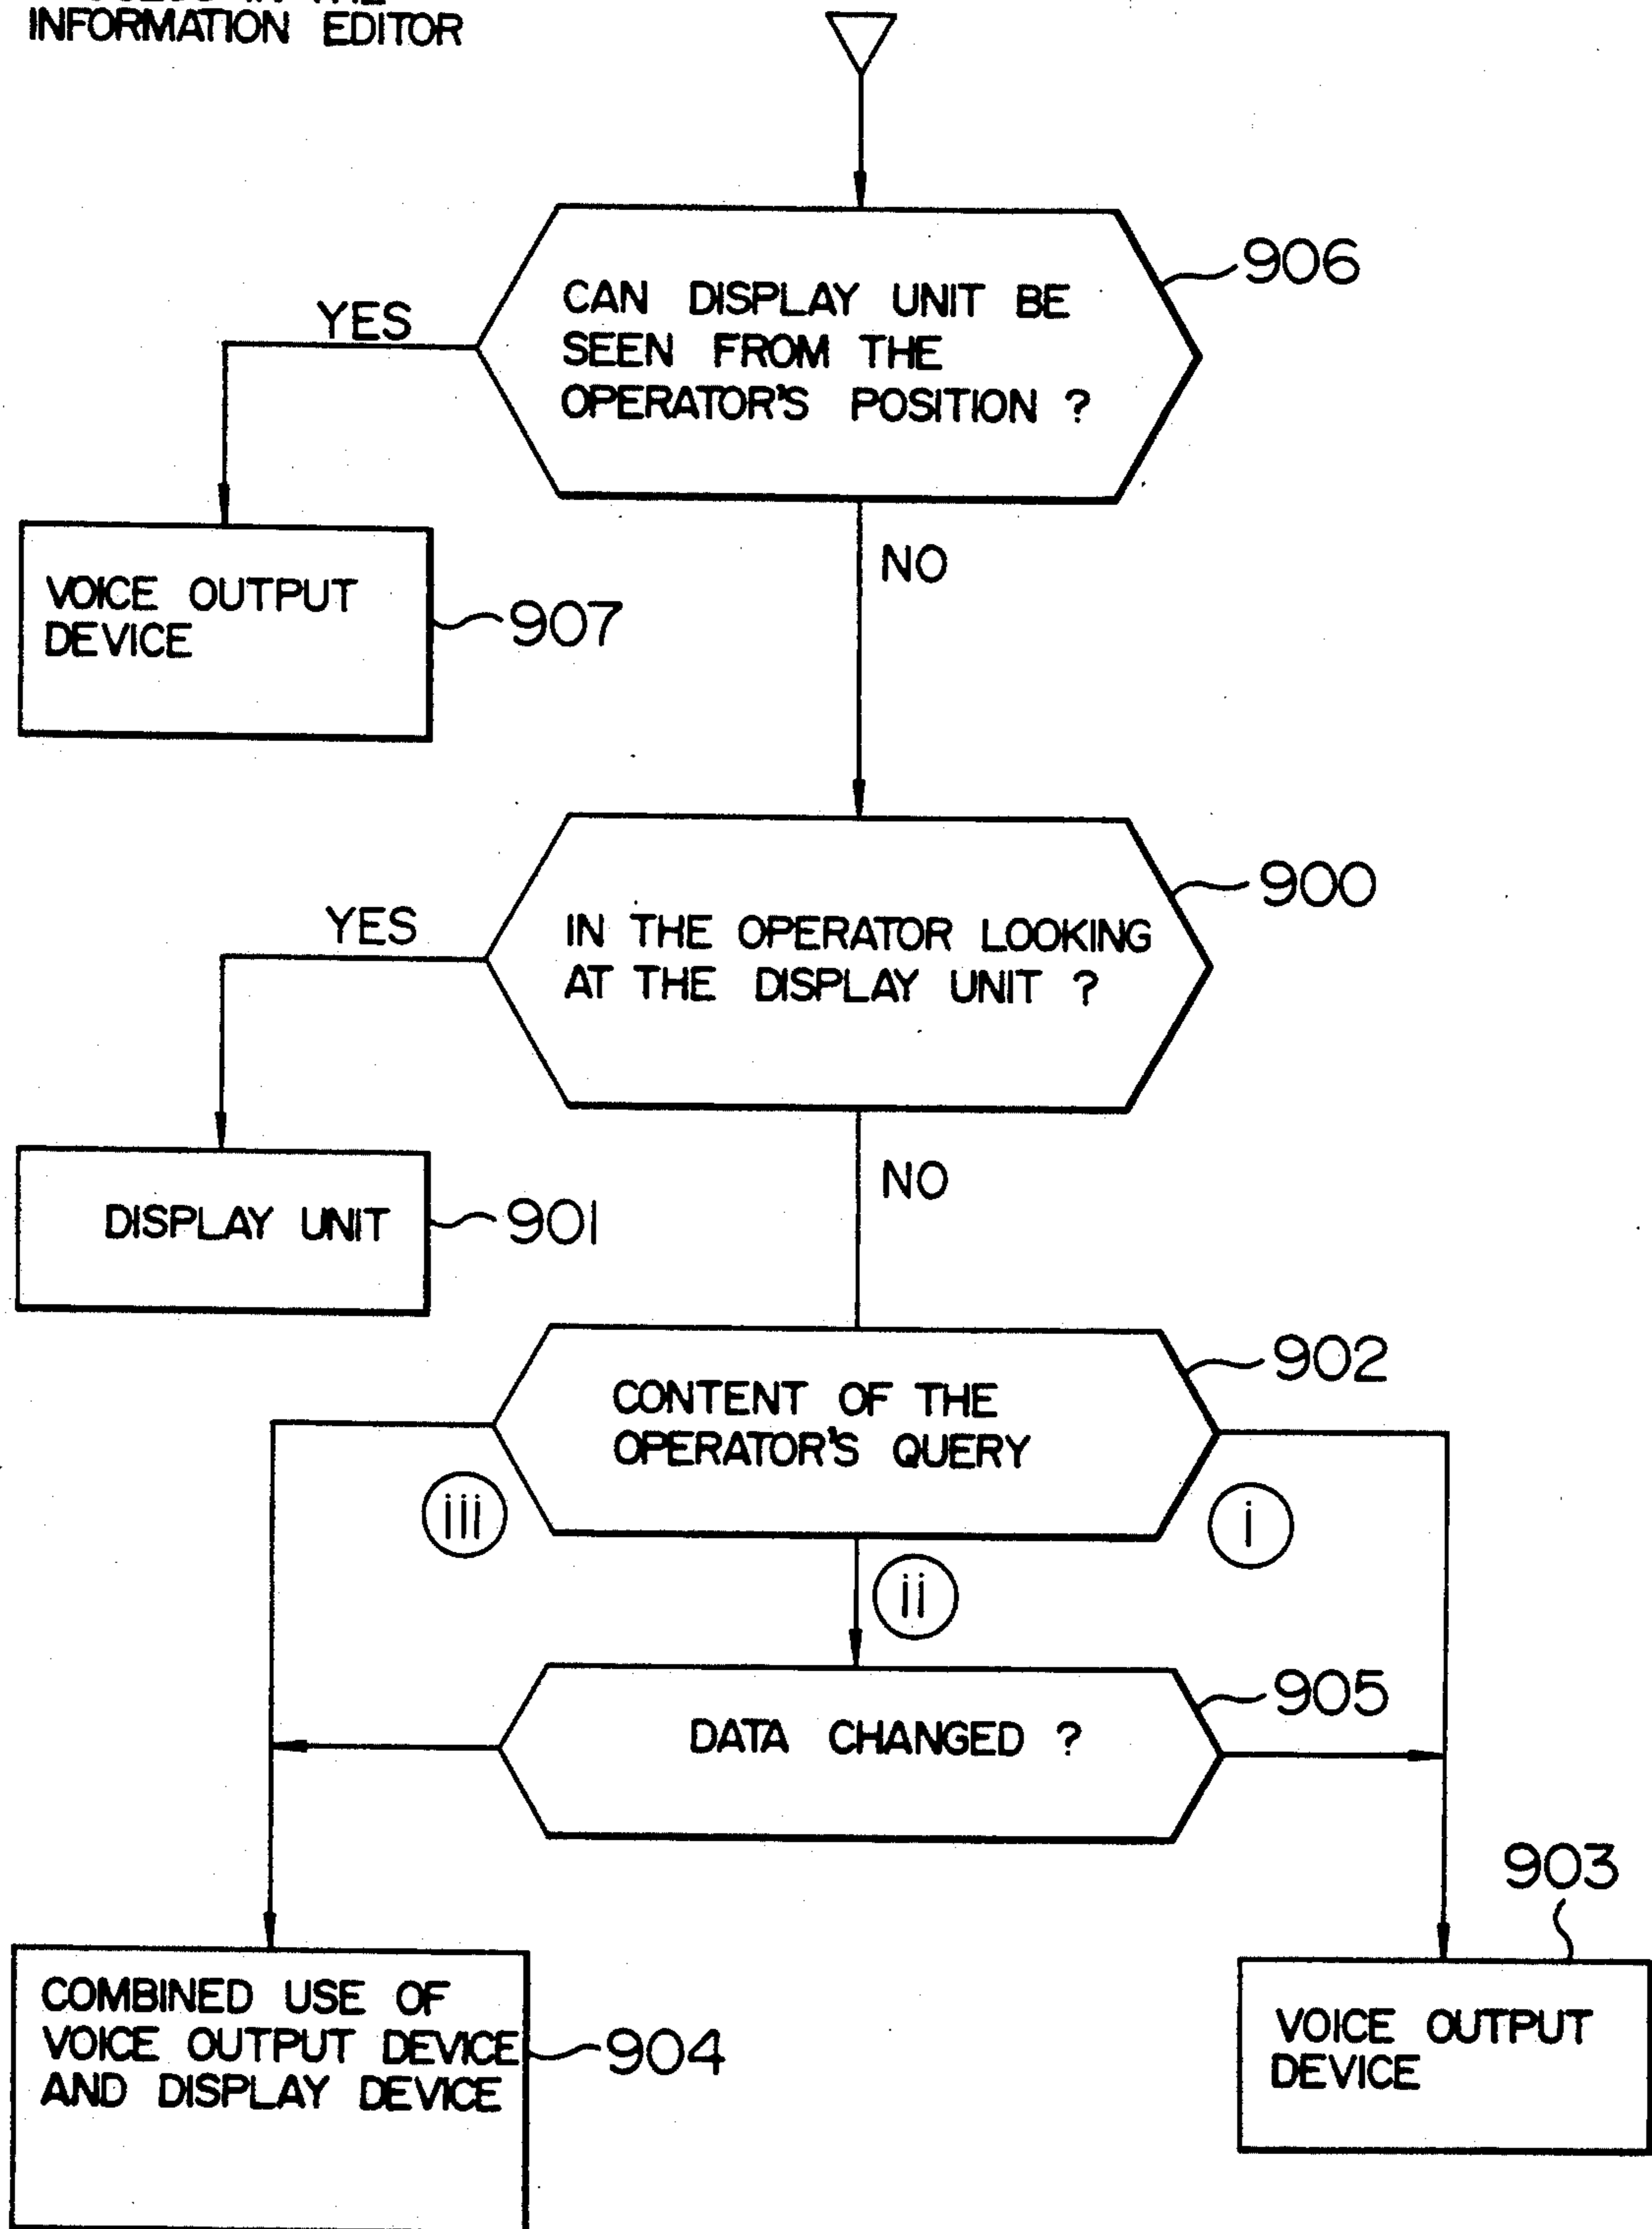 INFORMATION EDITOR
906
CAN DISPLAY UNIT BE
SEEN FROM THE
OPERATOR'S POSITION ?
YES
NO
VOICE OUTPUT
DEVICE
907
900
IN THE OPERATOR LOOKING
AT THE DISPLAY UNIT ?
YES
NO
DISPLAY UNIT
901
902
CONTENT OF THE
OPERATOR'S QUERY
iii
i
ii
905
DATA CHANGED ?
903
COMBINED USE OF
VOICE OUTPUT DEVICE
AND DISPLAY DEVICE
904
VOICE OUTPUT
DEVICE